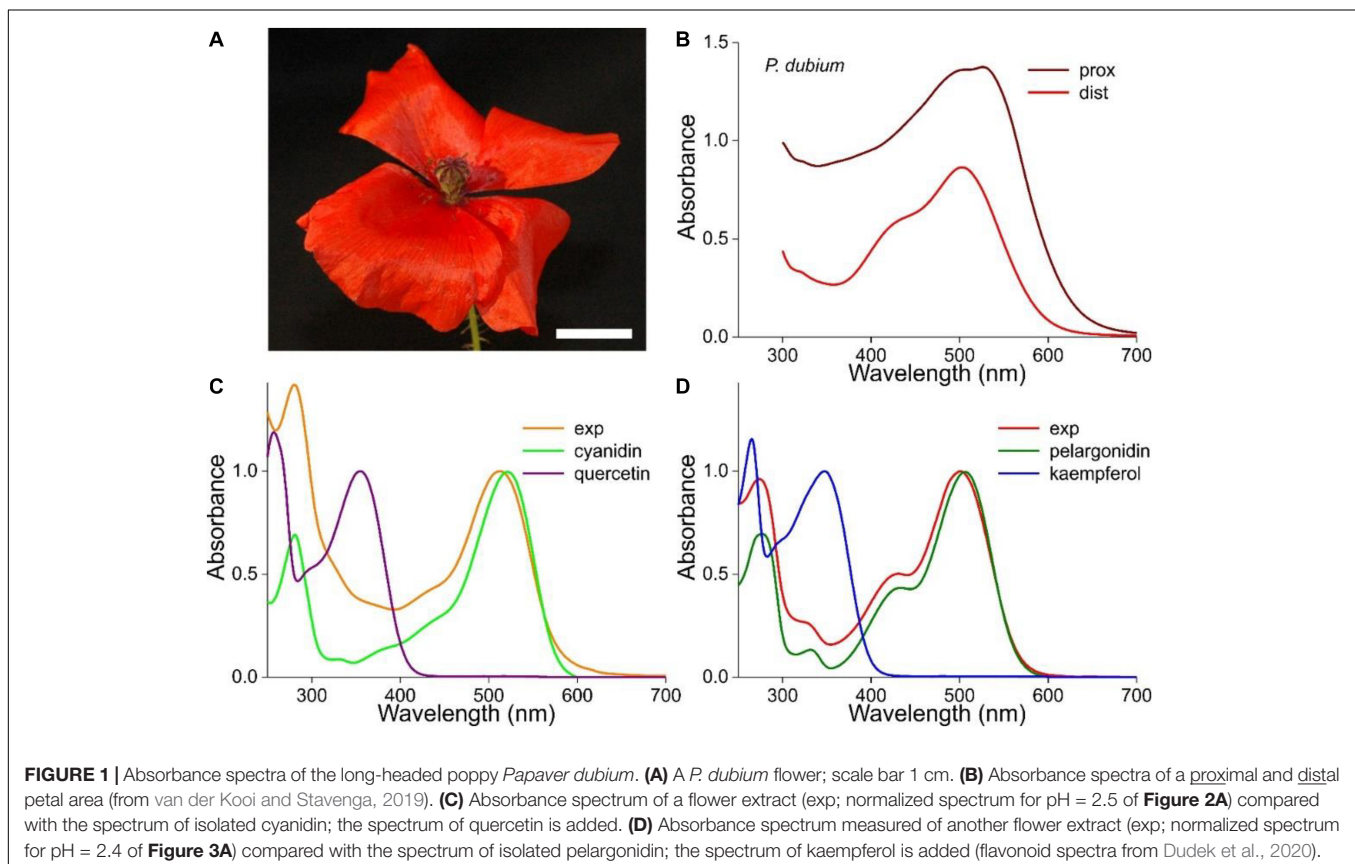 A
B
P. dubium
prox
dist
1.5
1.0
0.5
0.0
Absorbance
300 400 500 600 700
Wavelength (nm)
C
exp
cyanidin
quercetin
1.0
0.5
0.0
Absorbance
300 400 500 600 700
Wavelength (nm)
D
exp
pelargonidin
kaempferol
1.0
0.5
0.0
Absorbance
300 400 500 600 700
Wavelength (nm)
FIGURE 1 | Absorbance spectra of the long-headed poppy Papaver dubium. (A) A P. dubium flower; scale bar 1 cm. (B) Absorbance spectra of a proximal and distal
petal area (from van der Kooi and Stavenga, 2019). (C) Absorbance spectrum of a flower extract (exp; normalized spectrum for pH = 2.5 of Figure 2A) compared
with the spectrum of isolated cyanidin; the spectrum of quercetin is added. (D) Absorbance spectrum measured of another flower extract (exp; normalized spectrum
for pH = 2.4 of Figure 3A) compared with the spectrum of isolated pelargonidin; the spectrum of kaempferol is added (flavonoid spectra from Dudek et al., 2020).